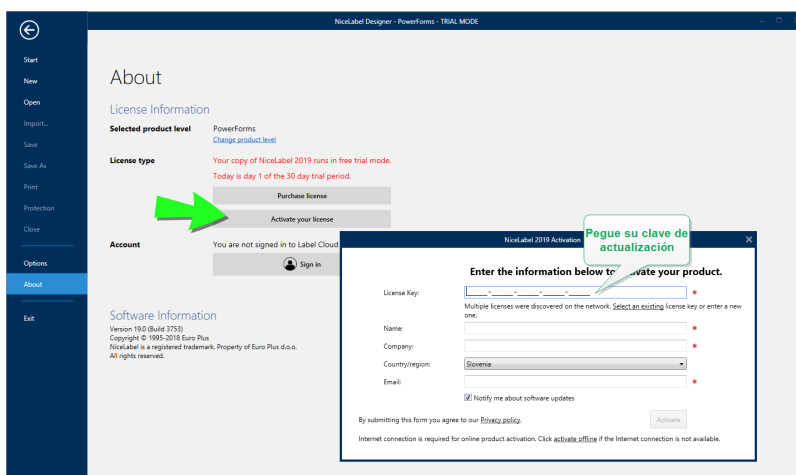 NiceLabel Designer - PowerForms - TRIAL MODE
Start
New
Open
Import...
Save
Save As
Print
Protection
Close
Options
About
Exit
About
License Information
Selected product level PowerForms
Change product level
License type Your copy of NiceLabel 2019 runs in free trial mode.
Today is day 1 of the 30 day trial period.
Purchase license
Activate your license
Account You are not signed in to Label Cloud
Sign in
Software Information
Version 19.0 (Build 3753)
Copyright © 1995-2018 Euro Plus
NiceLabel is a registered trademark. Property of Euro Plus d.o.o.
All rights reserved.
NiceLabel 2019 Activation
Pegue su clave de
actualización
Enter the information below to activate your product.
License Key: _____-_____-_____-_____-_____ *
Multiple licenses were discovered on the network. Select an existing license key or enter a new
one.
Name: *
Company: *
Country/region: Slovenia
Email: *
Notify me about software updates
By submitting this form you agree to our Privacy policy.
Activate
Internet connection is required for online product activation. Click activate offline if the Internet connection is not available.